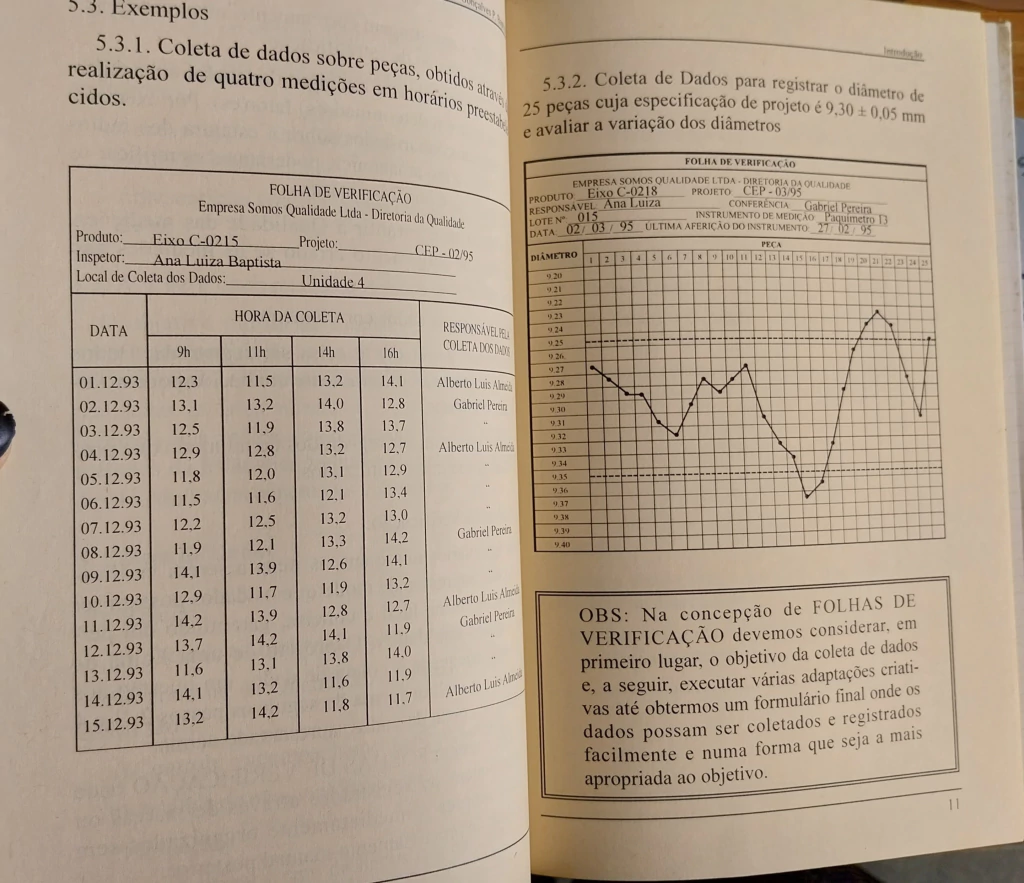 5.3. Exemplos
5.3.1. Coleta de dados sobre peças, obtidos através
realização de quatro medições em horários preestabe
cidos.
FOLHA DE VERIFICAÇÃO
Empresa Somos Qualidade Ltda - Diretoria da Qualidade
Produto: Eixo C-0215 Projeto: CEP - 02/95
Inspetor: Ana Luiza Baptista
Local de Coleta dos Dados: Unidade 4
DATA HORA DA COLETA RESPONSÁVEL PELA
COLETA DOS DADOS
9h 11h 14h 16h
01.12.93 12,3 11,5 13,2 14,1 Alberto Luis Almeida
02.12.93 13,1 13,2 14,0 12,8 Gabriel Pereira
03.12.93 12,5 11,9 13,8 13,7 "
04.12.93 12,9 12,8 13,2 12,7 Alberto Luis Almeida
05.12.93 11,8 12,0 13,1 12,9 "
06.12.93 11,5 11,6 12,1 13,4 "
07.12.93 12,2 12,5 13,2 13,0 Gabriel Pereira
08.12.93 11,9 12,1 13,3 14,2 "
09.12.93 14,1 13,9 12,6 14,1 "
10.12.93 12,9 11,7 11,9 13,2 Alberto Luis Almeida
11.12.93 14,2 13,9 12,8 12,7 Gabriel Pereira
12.12.93 13,7 14,2 14,1 11,9 "
13.12.93 11,6 13,1 13,8 14,0 "
14.12.93 14,1 13,2 11,6 11,9 Alberto Luis Almeida
15.12.93 13,2 14,2 11,8 11.7
Introdução
5.3.2. Coleta de Dados para registrar o diâmetro de
25 peças cuja especificação de projeto é 9,30 ± 0,05 mm
e avaliar a variação dos diâmetros
FOLHA DE VERIFICAÇÃO
EMPRESA SOMOS QUALIDADE LTDA - DIRETORIA DA QUALIDADE
PRODUTO Eixo C-0218 PROJETO CEP - 03/95
RESPONSÁVEL Ana Luiza CONFERÊNCIA Gabriel Pereira
LOTE Nº 015 INSTRUMENTO DE MEDIÇÃO Paquímetro 13
DATA 02/ 03 / 95 ÚLTIMA AFERIÇÃO DO INSTRUMENTO 27/ 02 / 95
DIÂMETRO PEÇA
1 2 3 4 5 6 7 8 9 10 11 12 13 14 15 16 17 18 19 20 21 22 23 24 25
9.20
9.21
9.22
9.23
9.24
9.25
9.26
9.27
9.28
9.29
9.30
9.31
9.32
9.33
9.34
9.35
9.36
9.37
9.38
9.39
9.40
OBS: Na concepção de FOLHAS DE
VERIFICAÇÃO devemos considerar, em
primeiro lugar, o objetivo da coleta de dados
e, a seguir, executar várias adaptações criati-
vas até obtermos um formulário final onde os
dados possam ser coletados e registrados
facilmente e numa forma que seja a mais
apropriada ao objetivo.
11